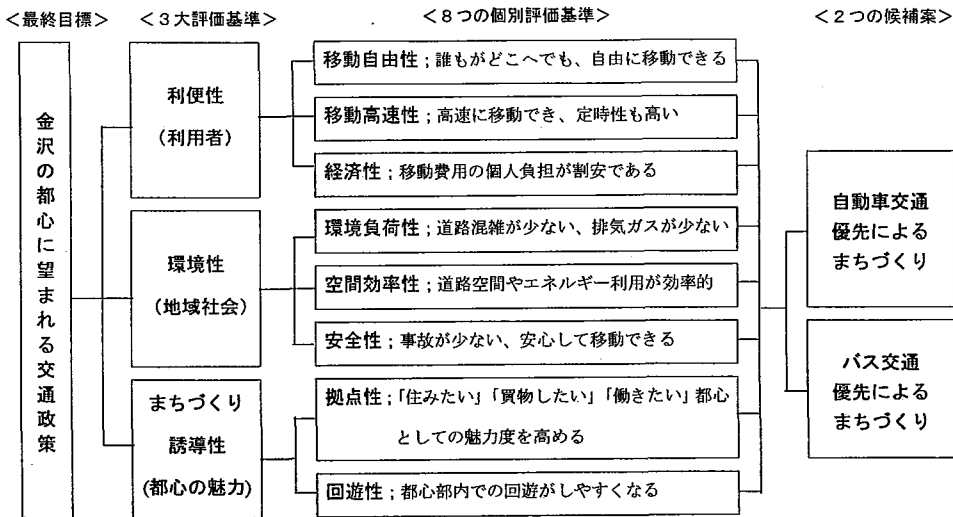 ＜最終目標＞
＜３大評価基準＞
＜８つの個別評価基準＞
＜２つの候補案＞
金沢の都心に望まれる交通政策
利便性
（利用者）
環境性
（地域社会）
まちづくり
誘導性
(都心の魅力)
移動自由性；誰もがどこへでも、自由に移動できる
移動高速性；高速に移動でき、定時性も高い
経済性；移動費用の個人負担が割安である
環境負荷性；道路混雑が少ない、排気ガスが少ない
空間効率性；道路空間やエネルギー利用が効率的
安全性；事故が少ない、安心して移動できる
拠点性；「住みたい」「買物したい」「働きたい」都心
としての魅力度を高める
回遊性；都心部内での回遊がしやすくなる
自動車交通
優先による
まちづくり
バス交通
優先による
まちづくり